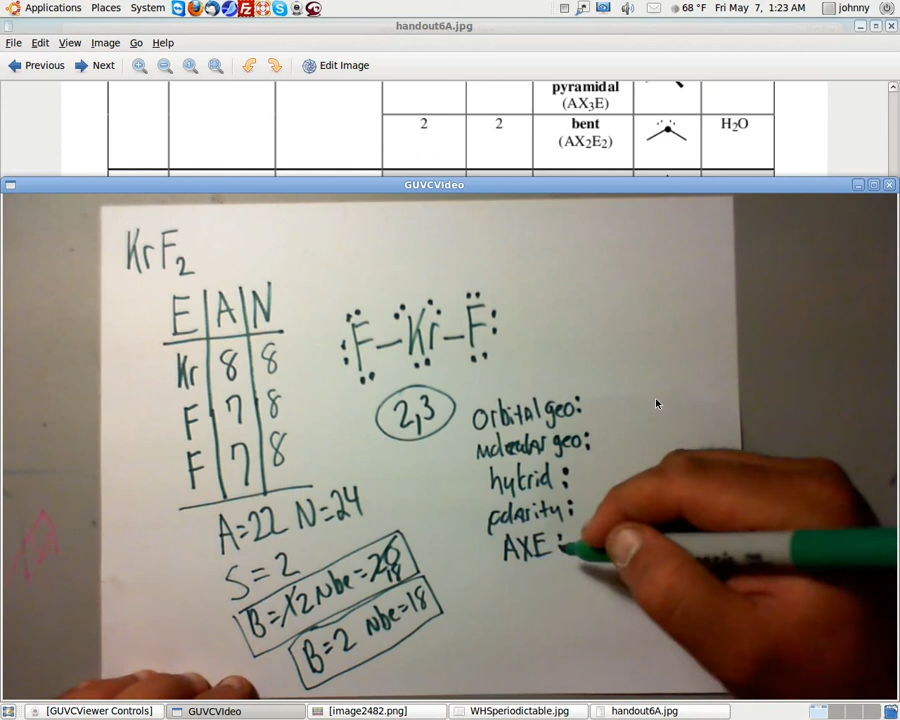 Applications Places System 68 °F Fri May 7, 1:23 AM johnny
handout6A.jpg
File Edit View Image Go Help
Previous Next Edit Image
pyramidal
(AX3E)
2 2 bent H2O
(AX2E2)
GUVCVIdeo
KrF2
E A N
Kr 8 8
F 7 8
F 7 8
A=22 N=24
S=2
B=12 Nbe=20
18
B=2 Nbe=18
F-Kr-F
2,3
Orbital geo:
molecular geo:
hybrid:
polarity:
AXE:
[GUVCViewer Controls] GUVCVIdeo [image2482.png] WHSperiodictable.jpg handout6A.jpg